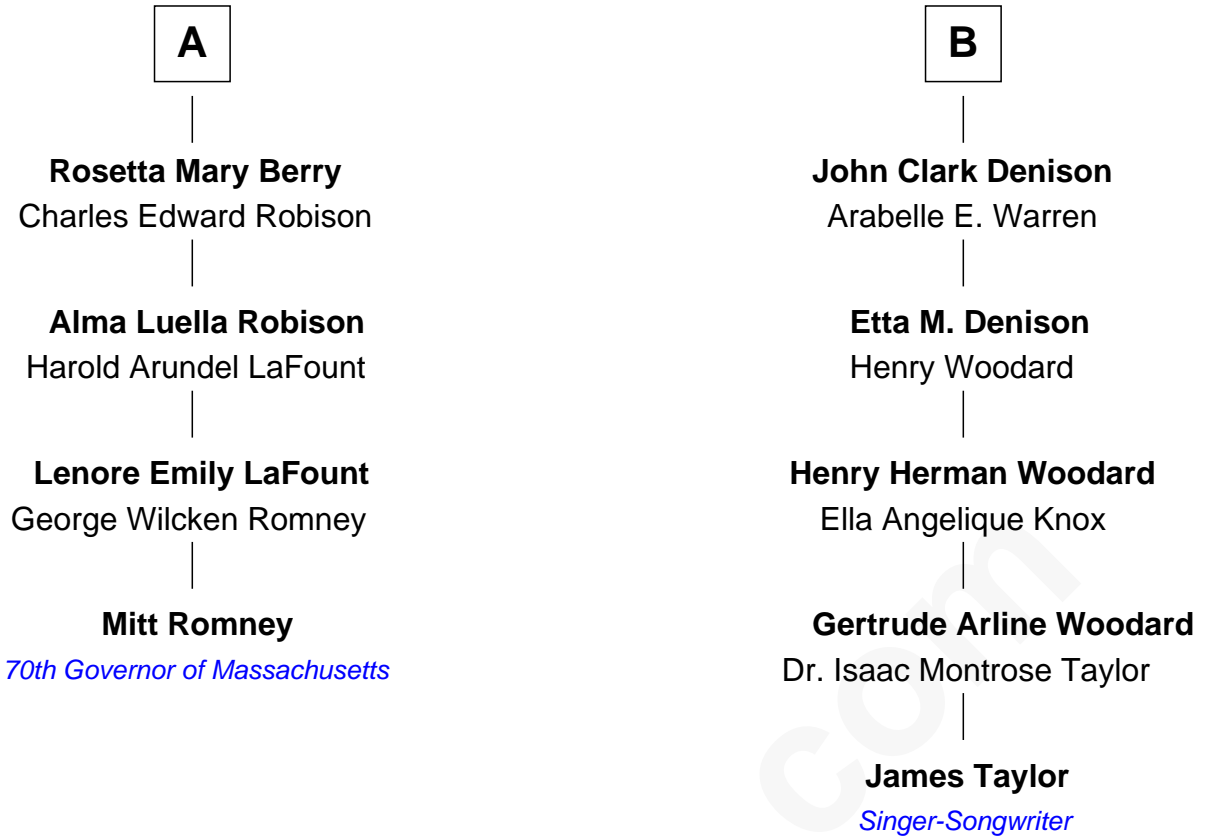 A
Rosetta Mary Berry
Charles Edward Robison
Alma Luella Robison
Harold Arundel LaFount
Lenore Emily LaFount
George Wilcken Romney
Mitt Romney
70th Governor of Massachusetts
B
John Clark Denison
Arabelle E. Warren
Etta M. Denison
Henry Woodard
Henry Herman Woodard
Ella Angelique Knox
Gertrude Arline Woodard
Dr. Isaac Montrose Taylor
James Taylor
Singer-Songwriter
com